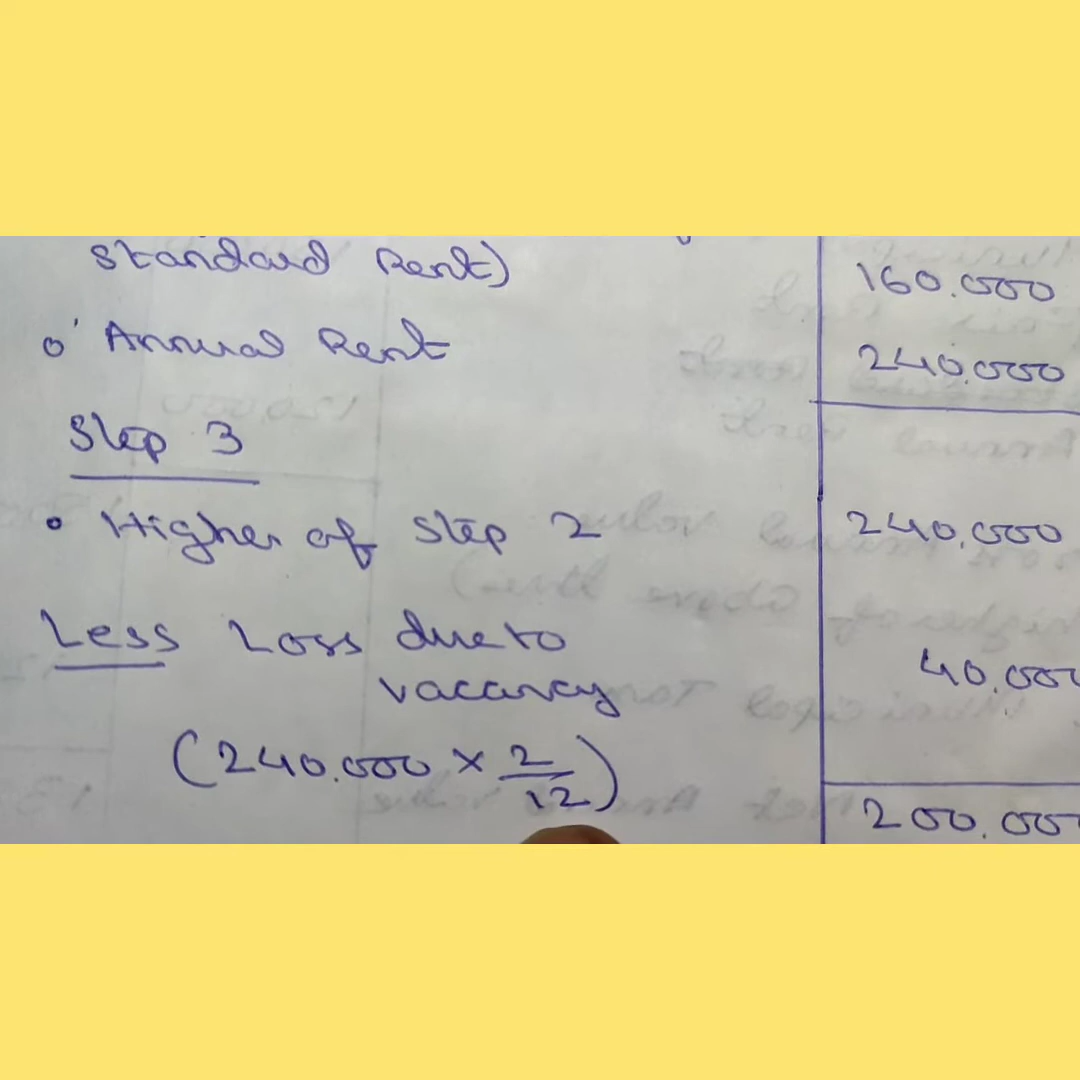 Standard Rent) 160.000
Annual Rent 240.000
Step 3
Higher of Step 2 240.000
Less Loss due to
vacancy 40.000
(240.000 × 2/12)
200.00